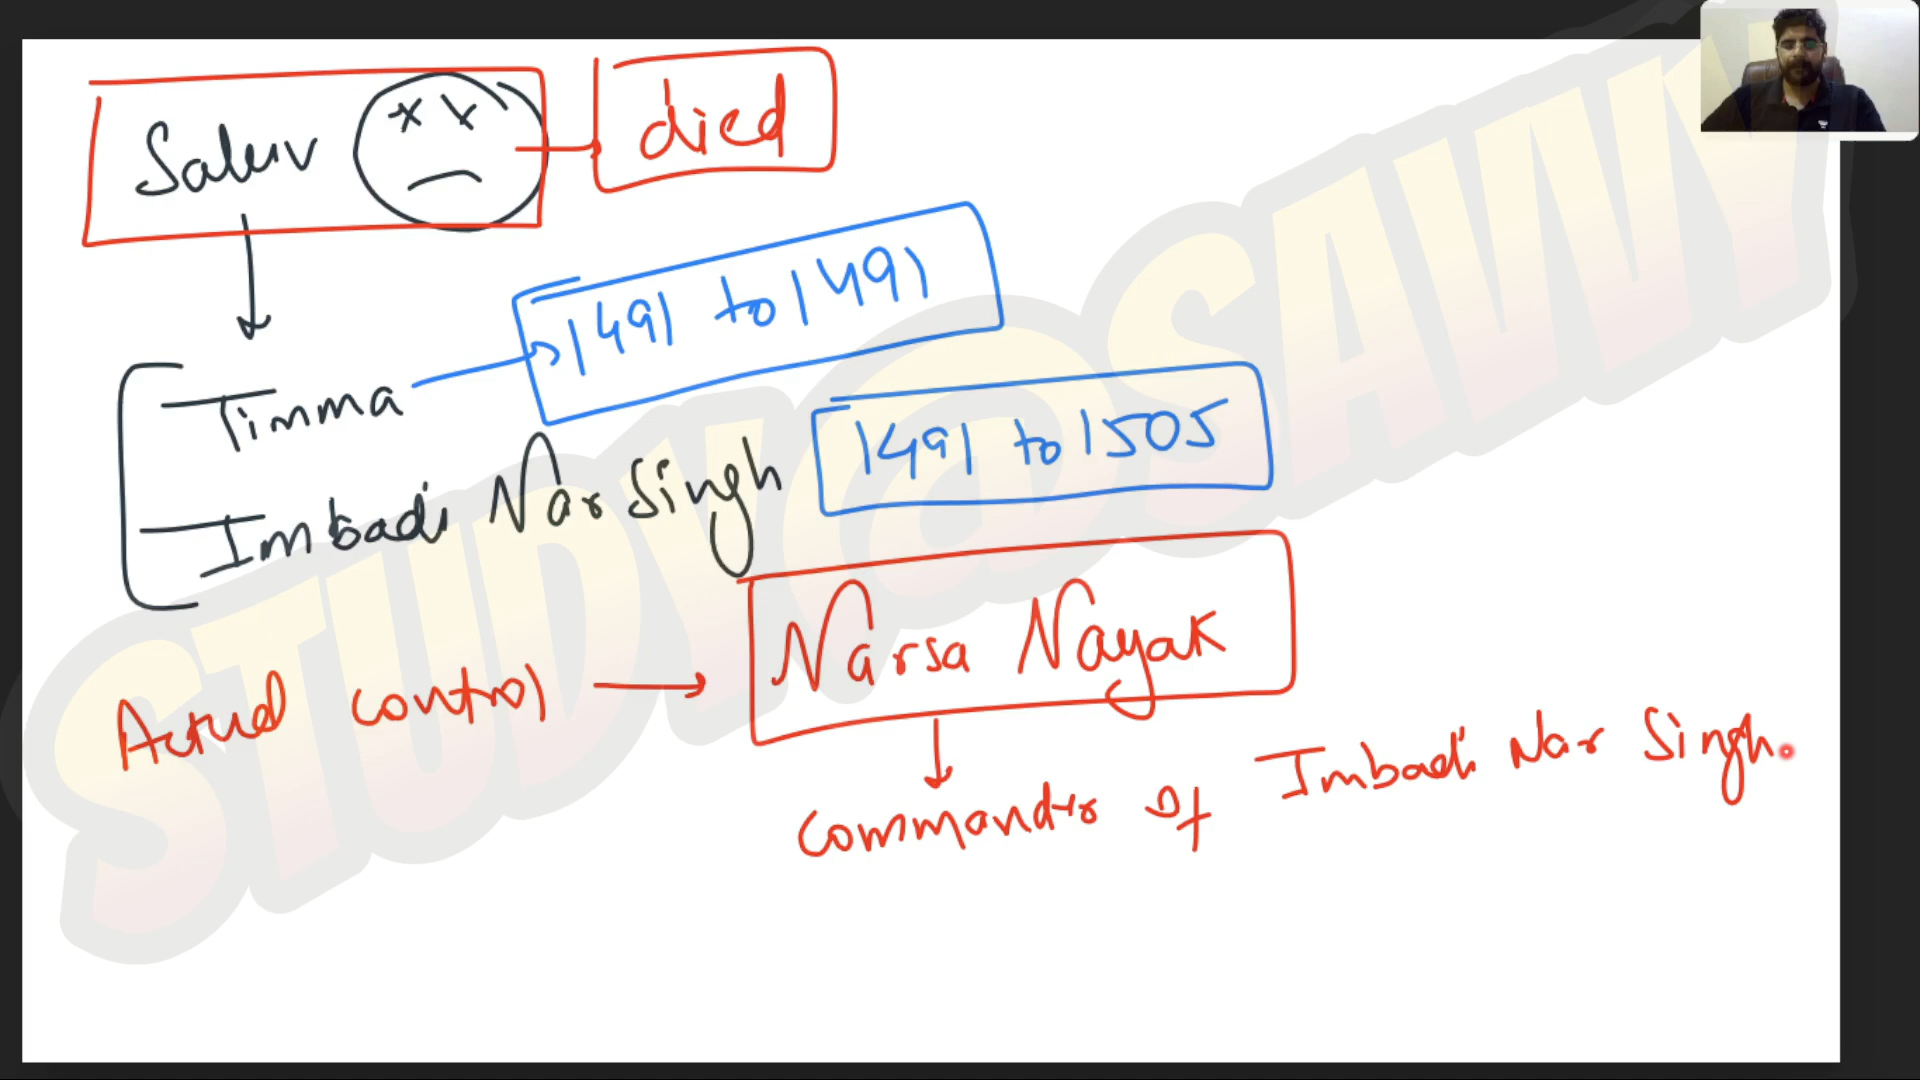 Saluv died
Timma 1491 to 1491
Imbadi Nar Singh 1491 to 1505
Actual control → Narsa Nayak
Commander of Imbadi Nar Singh.
STUDY@SAVVY